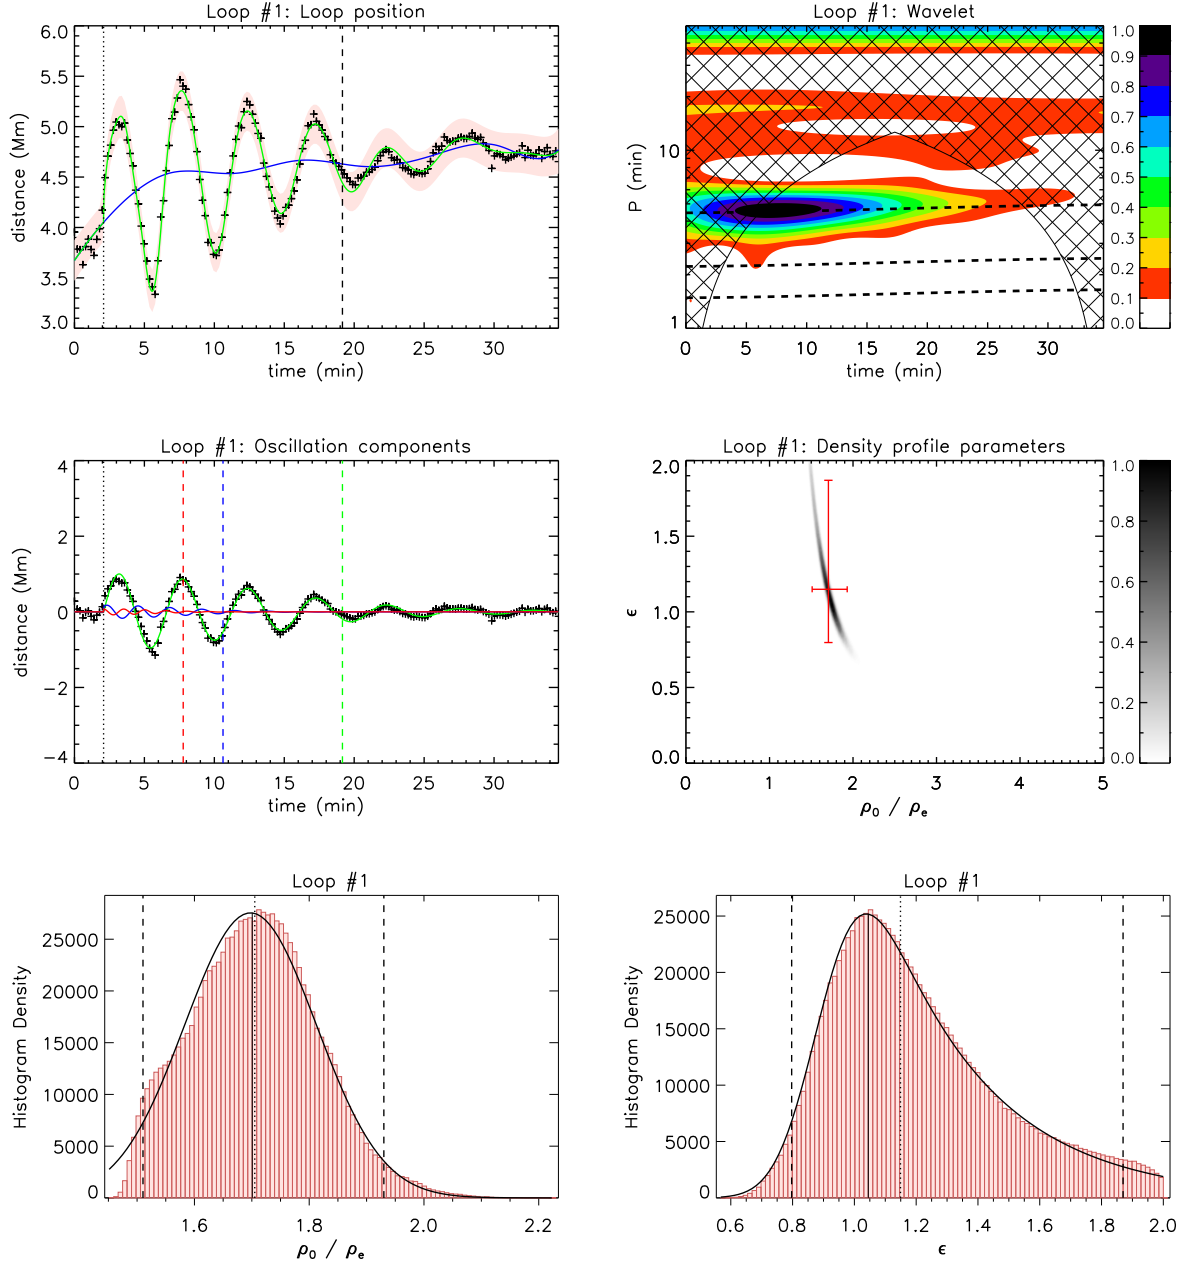 Loop #1: Loop position
6.0
5.5
5.0
4.5
4.0
3.5
3.0
distance (Mm)
0 5 10 15 20 25 30
time (min)
Loop #1: Wavelet
10
1
P (min)
0 5 10 15 20 25 30
time (min)
1.0
0.9
0.8
0.7
0.6
0.5
0.4
0.3
0.2
0.1
0.0
Loop #1: Oscillation components
4
2
0
−2
−4
distance (Mm)
0 5 10 15 20 25 30
time (min)
Loop #1: Density profile parameters
2.0
1.5
1.0
0.5
0.0
ϵ
0 1 2 3 4 5
ρ₀ / ρₑ
1.0
0.8
0.6
0.4
0.2
0.0
Loop #1
25000
20000
15000
10000
5000
0
Histogram Density
1.6 1.8 2.0 2.2
ρ₀ / ρₑ
Loop #1
25000
20000
15000
10000
5000
0
Histogram Density
0.6 0.8 1.0 1.2 1.4 1.6 1.8 2.0
ϵ